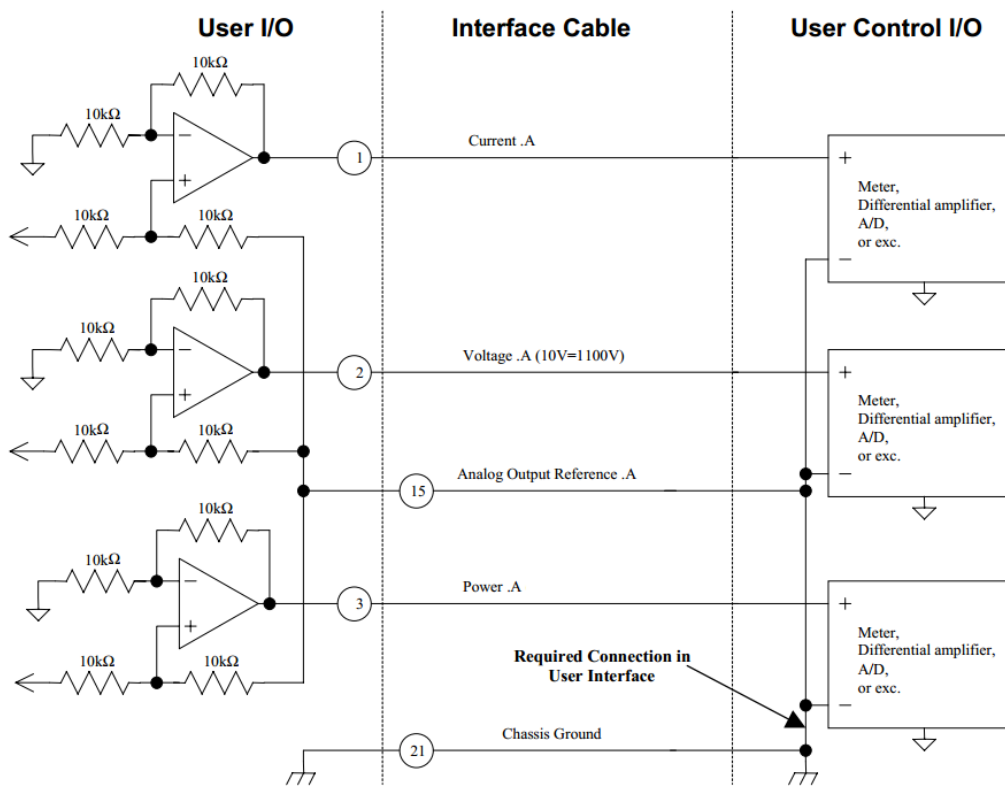 User I/O
Interface Cable
User Control I/O
10kΩ
10kΩ
−
+
1
Current .A
+
Meter,
Differential amplifier,
A/D,
or exc.
−
10kΩ
10kΩ
10kΩ
10kΩ
−
+
2
Voltage .A (10V=1100V)
+
Meter,
Differential amplifier,
A/D,
or exc.
−
10kΩ
10kΩ
15
Analog Output Reference .A
10kΩ
10kΩ
−
+
3
Power .A
+
Meter,
Differential amplifier,
A/D,
or exc.
−
10kΩ
10kΩ
Required Connection in
User Interface
21
Chassis Ground